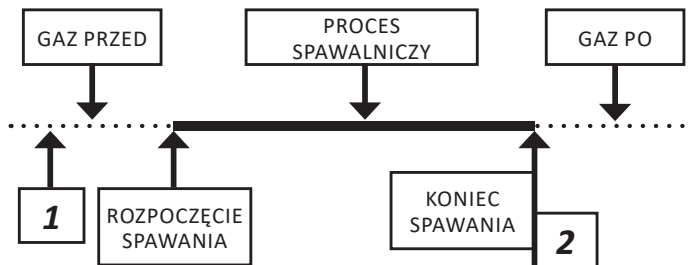 GAZ PRZED
PROCES
SPAWALNICZY
GAZ PO
1
ROZPOCZĘCIE
SPAWANIA
KONIEC
SPAWANIA
2